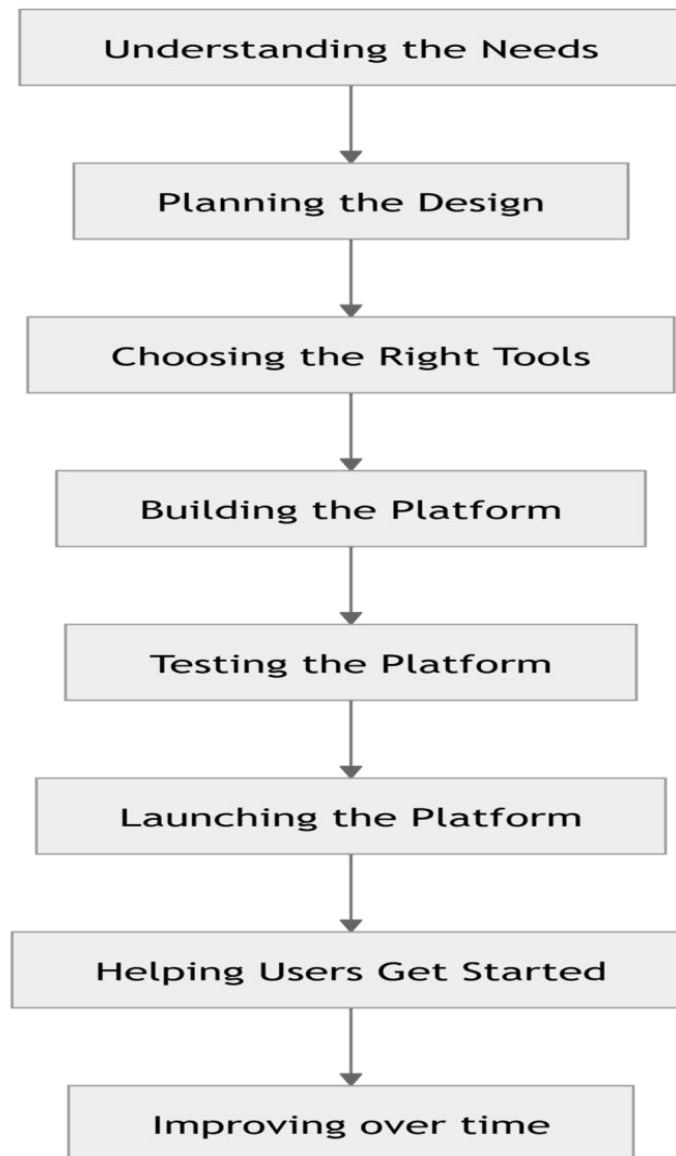 Understanding the Needs
Planning the Design
Choosing the Right Tools
Building the Platform
Testing the Platform
Launching the Platform
Helping Users Get Started
Improving over time